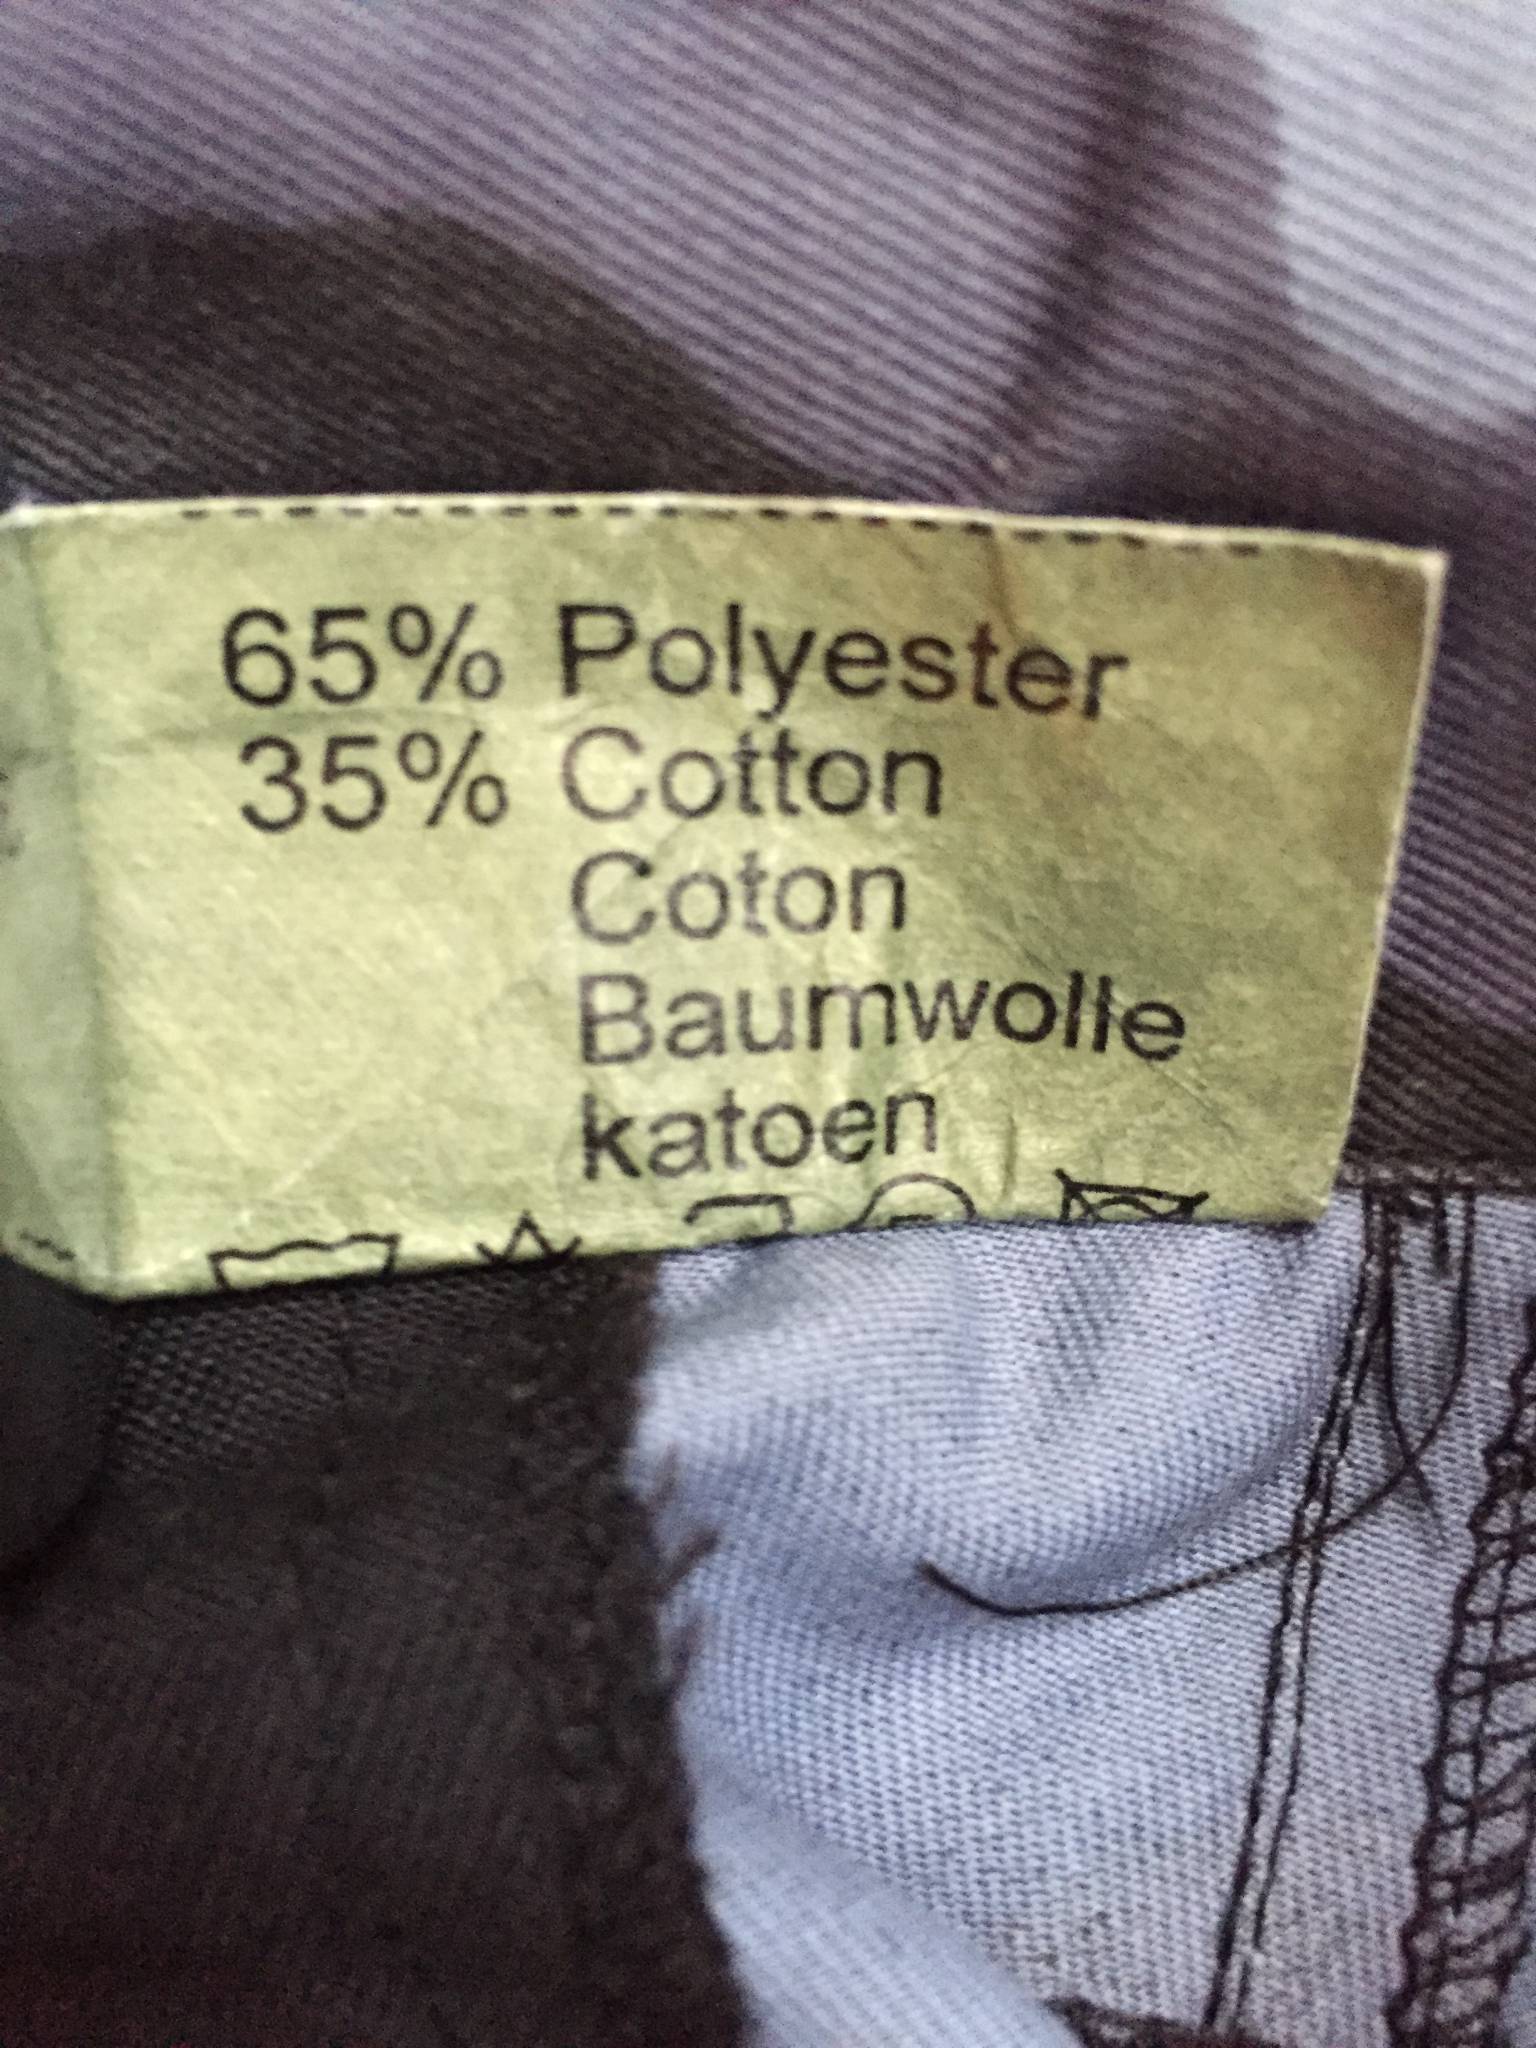 65% Polyester
35% Cotton
Coton
Baumwolle
katoen